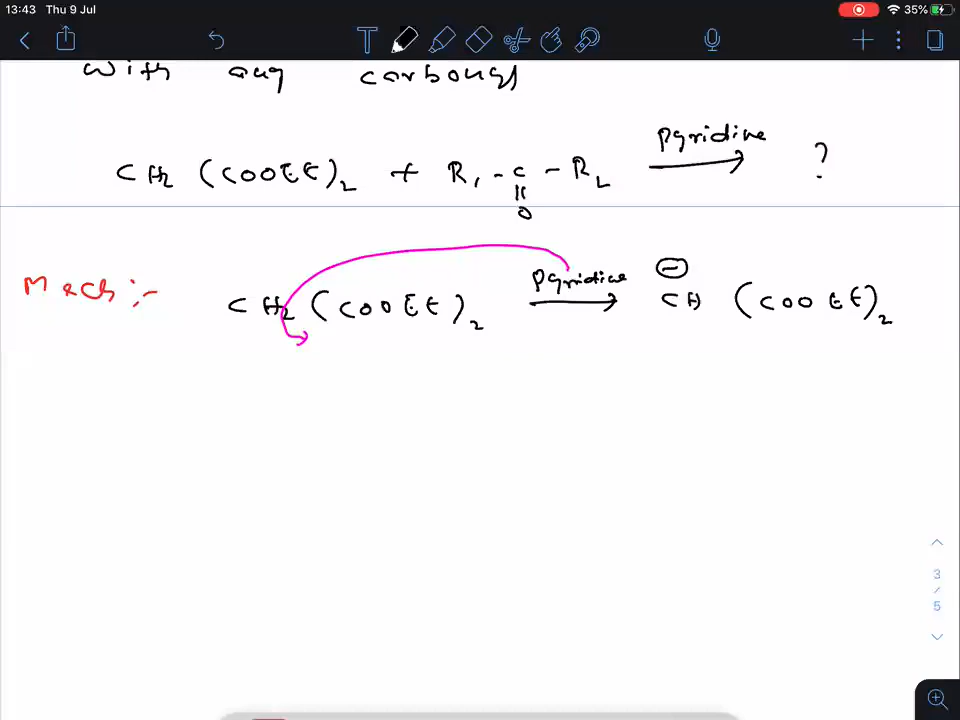 13:43 Thu 9 Jul 35%
T
with any carbonyl
CH2 (COOEt)2 + R1 - C - R2 pyridine ?
||
O
Mech :- CH2 (COOEt)2 pyridine ⊖ CH (COOEt)2
3
/
5